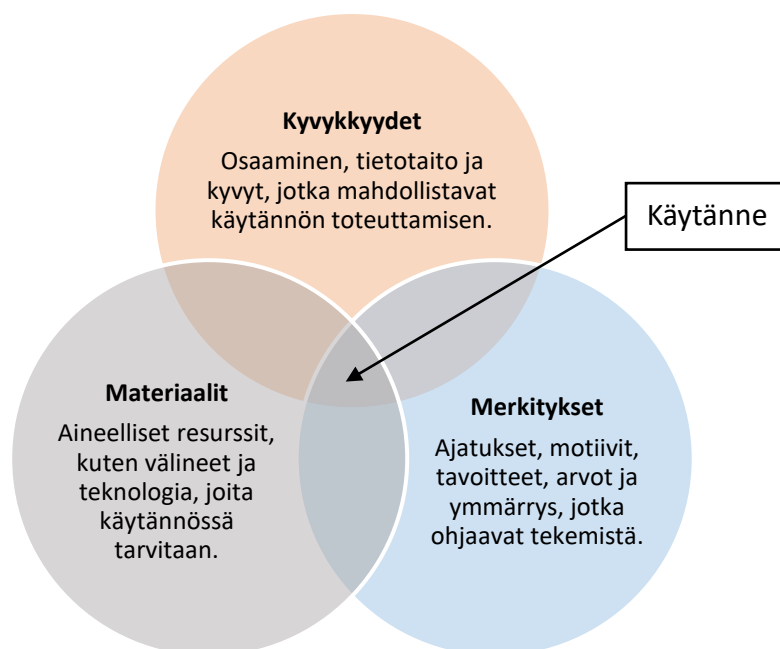 Kyvykkyydet
Osaaminen, tietotaito ja
kyvyt, jotka mahdollistavat
käytännön toteuttamisen.
Käytänne
Materiaalit
Aineelliset resurssit,
kuten välineet ja
teknologia, joita
käytännössä
tarvitaan.
Merkitykset
Ajatukset, motiivit,
tavoitteet, arvot ja
ymmärrys, jotka
ohjaavat tekemistä.